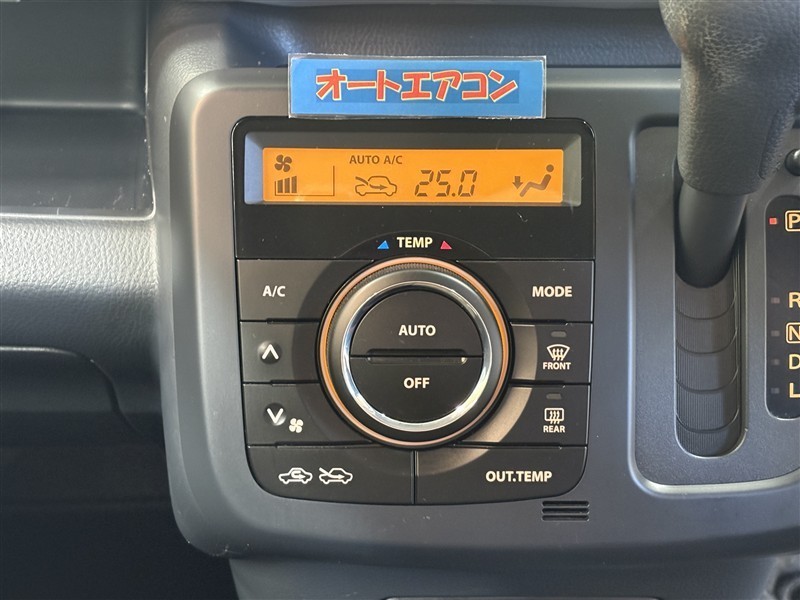 オートエアコン
AUTO A/C
25.0
TEMP
A/C
MODE
AUTO
OFF
FRONT
REAR
OUT.TEMP
P
R
N
D
L